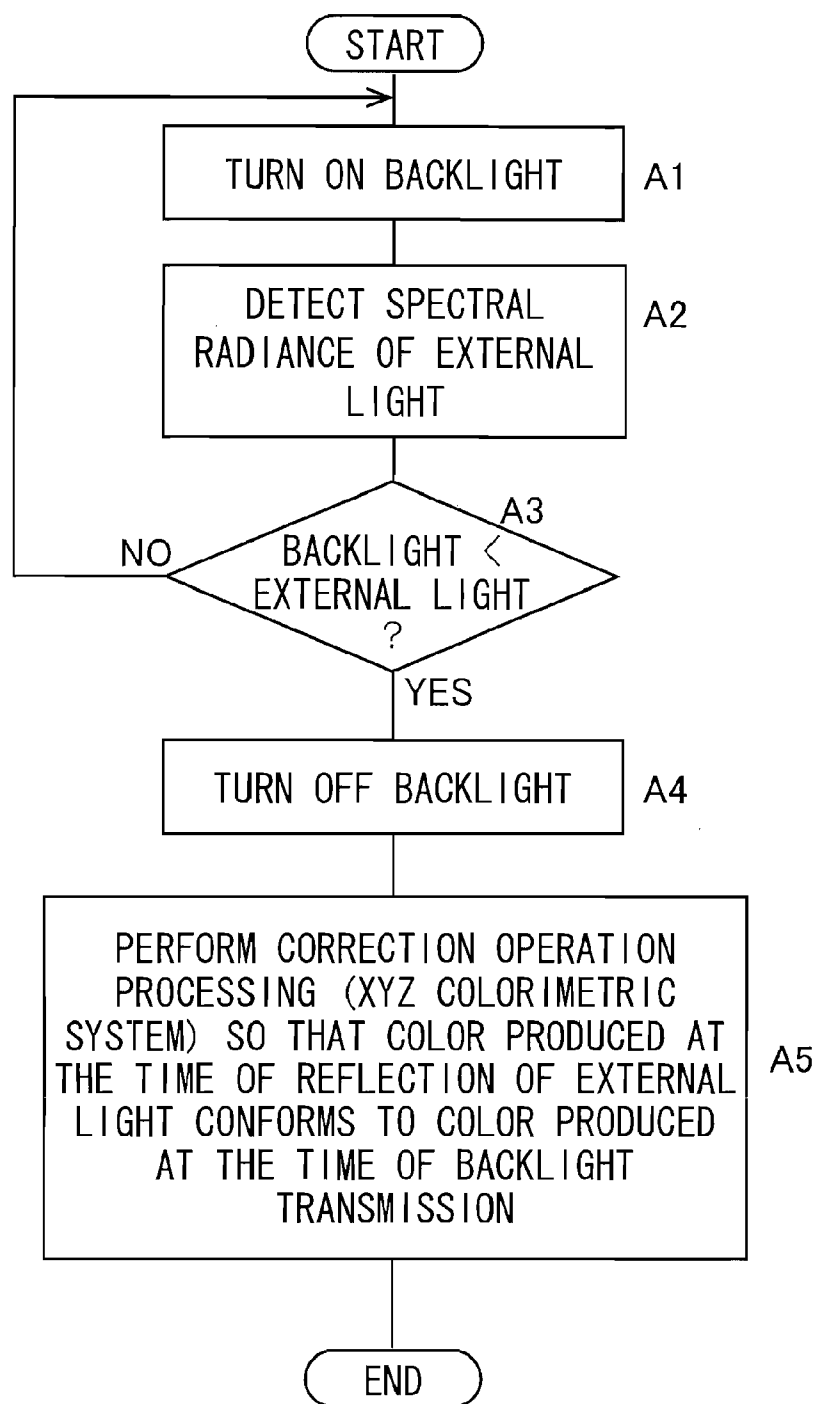 START
TURN ON BACKLIGHT
A1
DETECT SPECTRAL
RADIANCE OF EXTERNAL
LIGHT
A2
A3
BACKLIGHT <
EXTERNAL LIGHT
?
NO
YES
TURN OFF BACKLIGHT
A4
PERFORM CORRECTION OPERATION
PROCESSING (XYZ COLORIMETRIC
SYSTEM) SO THAT COLOR PRODUCED AT
THE TIME OF REFLECTION OF EXTERNAL
LIGHT CONFORMS TO COLOR PRODUCED
AT THE TIME OF BACKLIGHT
TRANSMISSION
A5
END